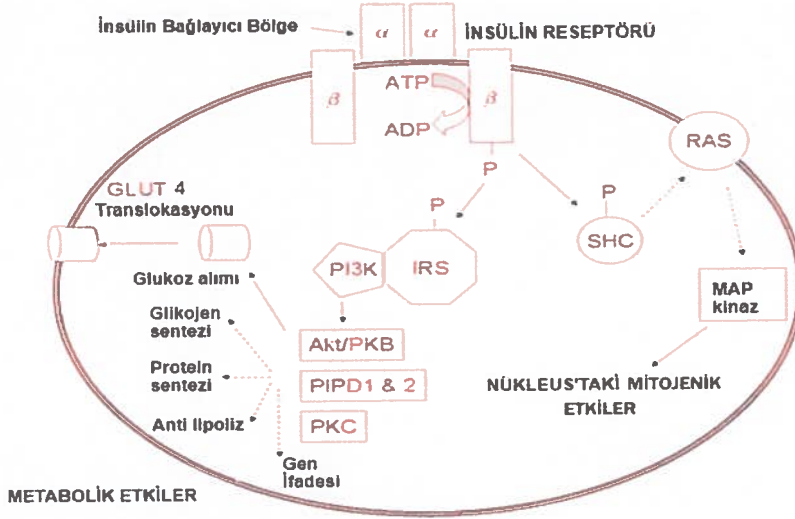 İnsülin Bağlayıcı Bölge
α
α
İNSÜLİN RESEPTÖRÜ
β
ATP
ADP
β
P
P
RAS
GLUT 4
Translokasyonu
P
P
SHC
PI3K
IRS
Glukoz alımı
MAP
kinaz
Glikojen
sentezi
Akt/PKB
Protein
sentezi
PIPD1 & 2
NÜKLEUS'TAKİ MİTOJENİK
ETKİLER
Anti lipoliz
PKC
Gen
İfadesi
METABOLİK ETKİLER